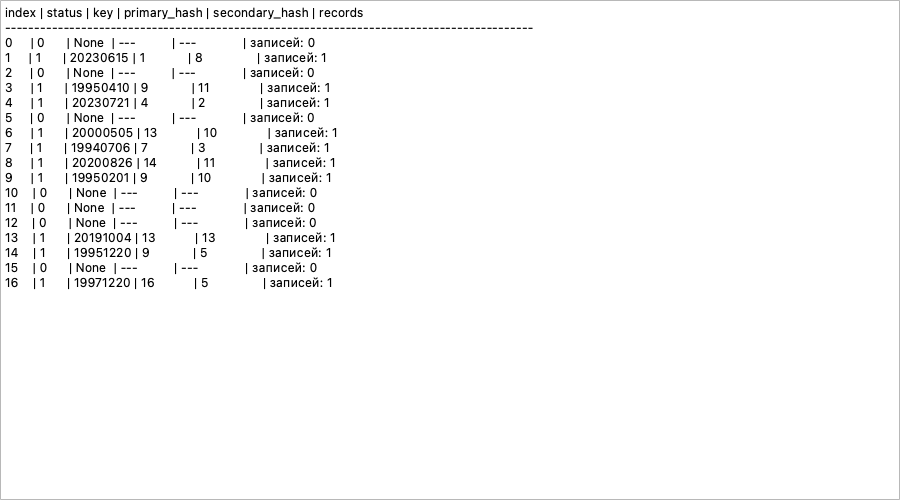 index | status | key | primary_hash | secondary_hash | records
------------------------------------------------------------------------------------------
0 | 0 | None | --- | --- | записей: 0
1 | 1 | 20230615 | 1 | 8 | записей: 1
2 | 0 | None | --- | --- | записей: 0
3 | 1 | 19950410 | 9 | 11 | записей: 1
4 | 1 | 20230721 | 4 | 2 | записей: 1
5 | 0 | None | --- | --- | записей: 0
6 | 1 | 20000505 | 13 | 10 | записей: 1
7 | 1 | 19940706 | 7 | 3 | записей: 1
8 | 1 | 20200826 | 14 | 11 | записей: 1
9 | 1 | 19950201 | 9 | 10 | записей: 1
10 | 0 | None | --- | --- | записей: 0
11 | 0 | None | --- | --- | записей: 0
12 | 0 | None | --- | --- | записей: 0
13 | 1 | 20191004 | 13 | 13 | записей: 1
14 | 1 | 19951220 | 9 | 5 | записей: 1
15 | 0 | None | --- | --- | записей: 0
16 | 1 | 19971220 | 16 | 5 | записей: 1